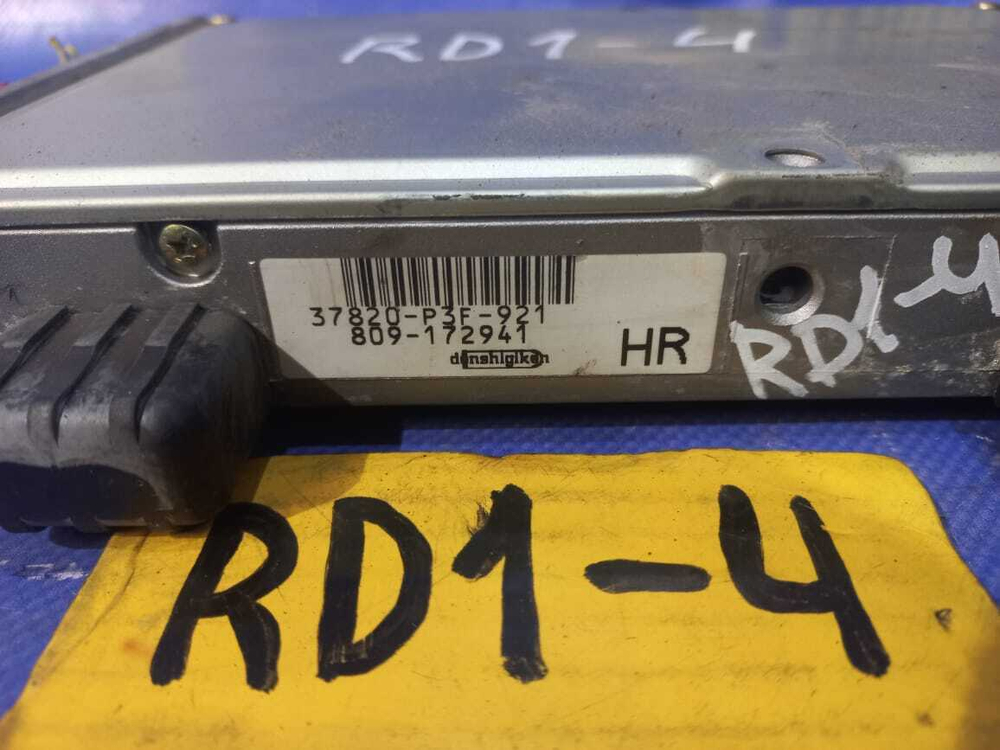 RD1-4
37820-P3F-921
809-172941
denshigiken
HR
RD1-4
RD1-4